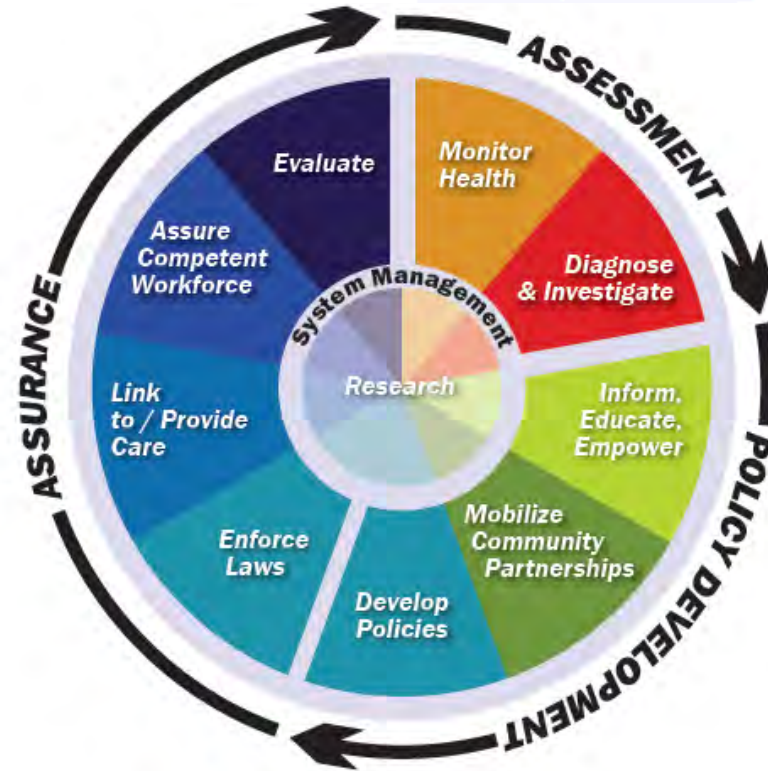 ASSESSMENT
Monitor
Health
Diagnose
& Investigate
Inform,
Educate,
Empower
POLICY DEVELOPMENT
Mobilize
Community
Partnerships
Develop
Policies
ASSURANCE
Enforce
Laws
Link
to / Provide
Care
Assure
Competent
Workforce
Evaluate
System Management
Research